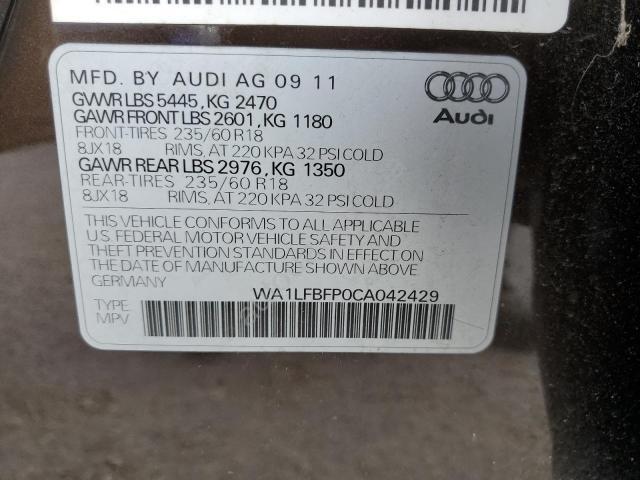 MFD. BY AUDI AG 09 11
GVWR LBS 5445, KG 2470
GAWR FRONT LBS 2601, KG 1180
FRONT-TIRES 235/60 R18
8JX18 RIMS, AT 220 KPA 32 PSI COLD
GAWR REAR LBS 2976, KG 1350
REAR-TIRES 235/60 R18
8JX18 RIMS, AT 220 KPA 32 PSI COLD
THIS VEHICLE CONFORMS TO ALL APPLICABLE
U.S. FEDERAL MOTOR VEHICLE SAFETY AND
THEFT PREVENTION STANDARDS IN EFFECT ON
THE DATE OF MANUFACTURE SHOWN ABOVE
GERMANY
WA1LFBFP0CA042429
TYPE
MPV
Audi